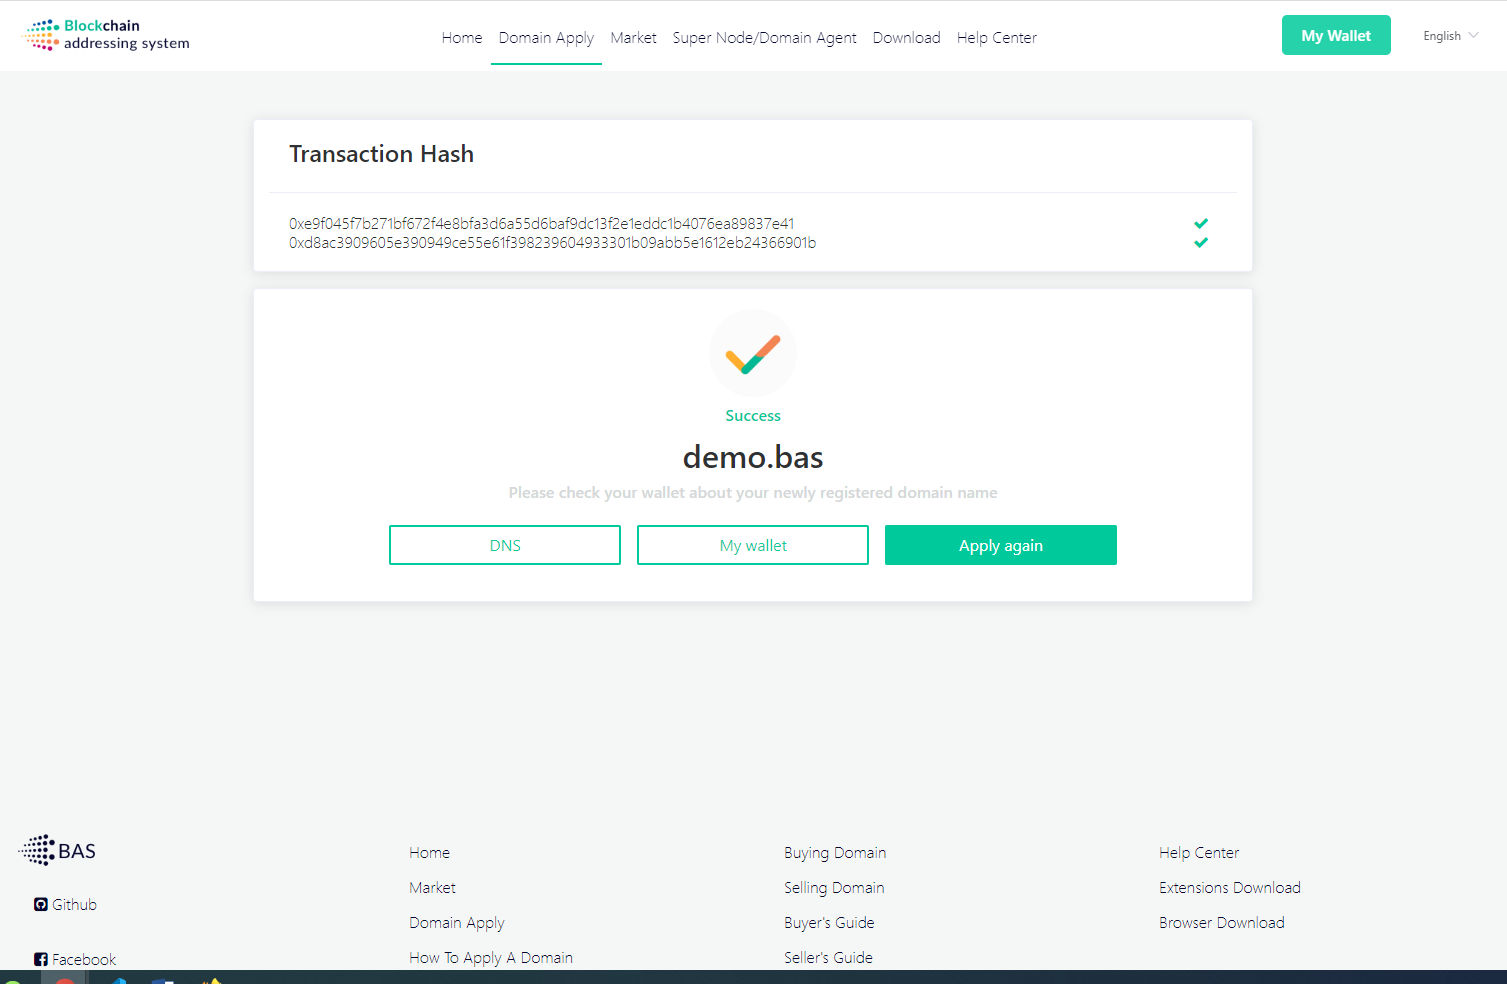 Blockchain
addressing system
Home Domain Apply Market Super Node/Domain Agent Download Help Center
My Wallet
English
Transaction Hash
0xe9f045f7b271bf672f4e8bfa3d6a55d6baf9dc13f2e1eddc1b4076ea89837e41
0xd8ac3909605e390949ce55e61f398239604933301b09abb5e1612eb24366901b
Success
demo.bas
Please check your wallet about your newly registered domain name
DNS
My wallet
Apply again
BAS
Github
Facebook
Home
Market
Domain Apply
How To Apply A Domain
Buying Domain
Selling Domain
Buyer's Guide
Seller's Guide
Help Center
Extensions Download
Browser Download